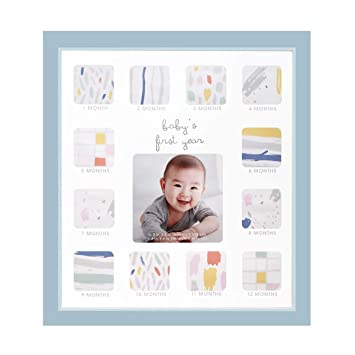 1 MONTH
2 MONTHS
3 MONTHS
4 MONTHS
baby's
first year
5 MONTHS
6 MONTHS
7 MONTHS
8 MONTHS
9 MONTHS
10 MONTHS
11 MONTHS
12 MONTHS